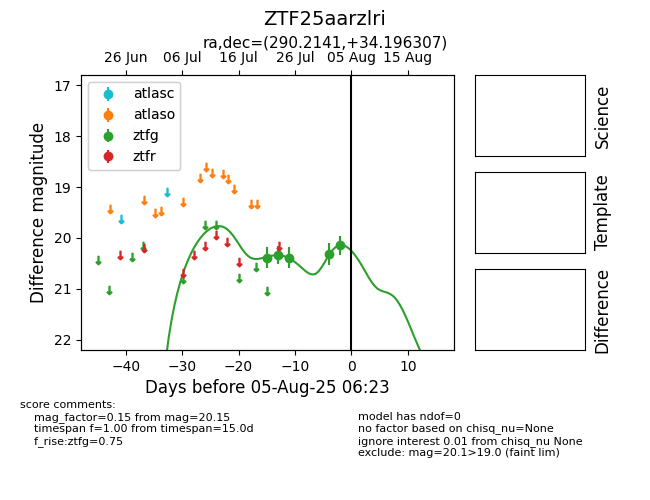 ZTF25aarzlri
ra,dec=(290.2141,+34.196307)
26 Jun 06 Jul 16 Jul 26 Jul 05 Aug 15 Aug
17
18
19
20
21
22
Difference magnitude
atlasc
atlaso
ztfg
ztfr
−40 −30 −20 −10 0 10
Days before 05-Aug-25 06:23
Science
Template
Difference
score comments:
mag_factor=0.15 from mag=20.15
timespan f=1.00 from timespan=15.0d
f_rise:ztfg=0.75
model has ndof=0
no factor based on chisq_nu=None
ignore interest 0.01 from chisq_nu None
exclude: mag=20.1>19.0 (faint lim)